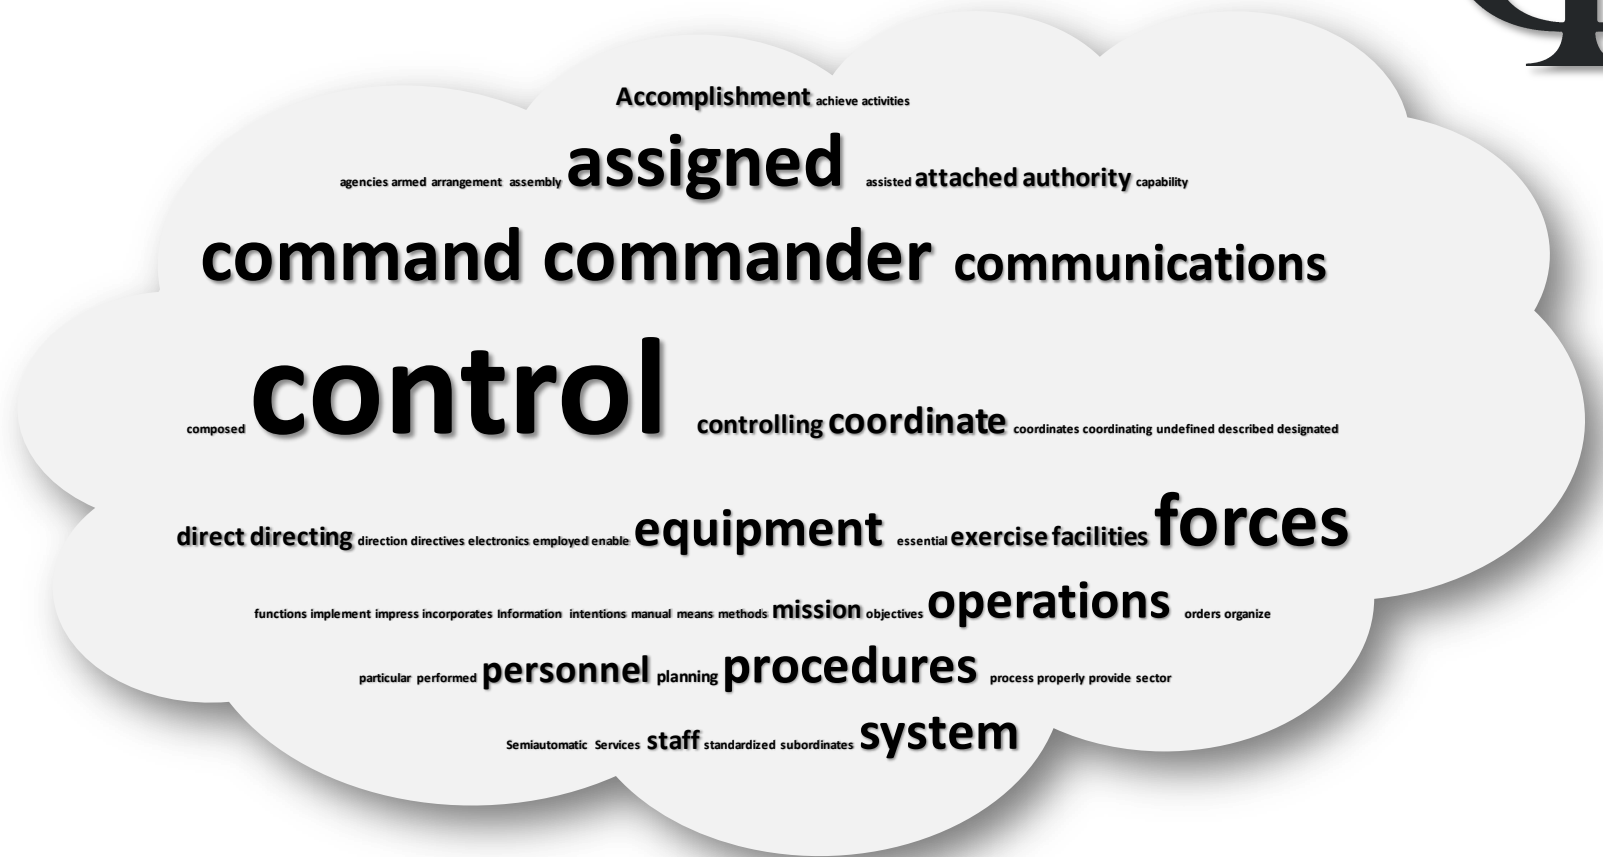 Accomplishment achieve activities
agencies armed arrangement assembly assigned assisted attached authority capability
command commander communications
composed control controlling coordinate coordinates coordinating undefined described designated
direct directing direction directives electronics employed enable equipment essential exercise facilities forces
functions implement impress incorporates Information intentions manual means methods mission objectives operations orders organize
particular performed personnel planning procedures process properly provide sector
Semiautomatic Services staff standardized subordinates system